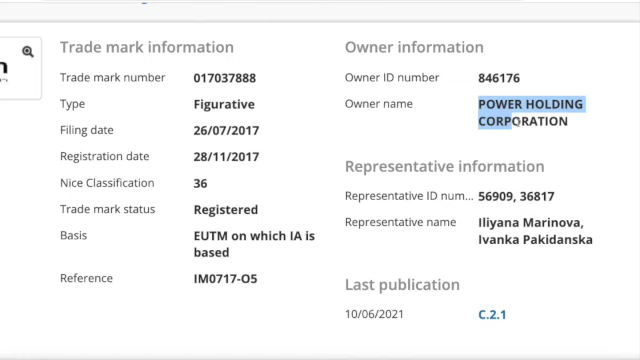 Trade mark information
Trade mark number 017037888
Type Figurative
Filing date 26/07/2017
Registration date 28/11/2017
Nice Classification 36
Trade mark status Registered
Basis EUTM on which IA is
based
Reference IM0717-O5
Owner information
Owner ID number 846176
Owner name POWER HOLDING
CORPORATION
Representative information
Representative ID num... 56909, 36817
Representative name Iliyana Marinova,
Ivanka Pakidanska
Last publication
10/06/2021 C.2.1